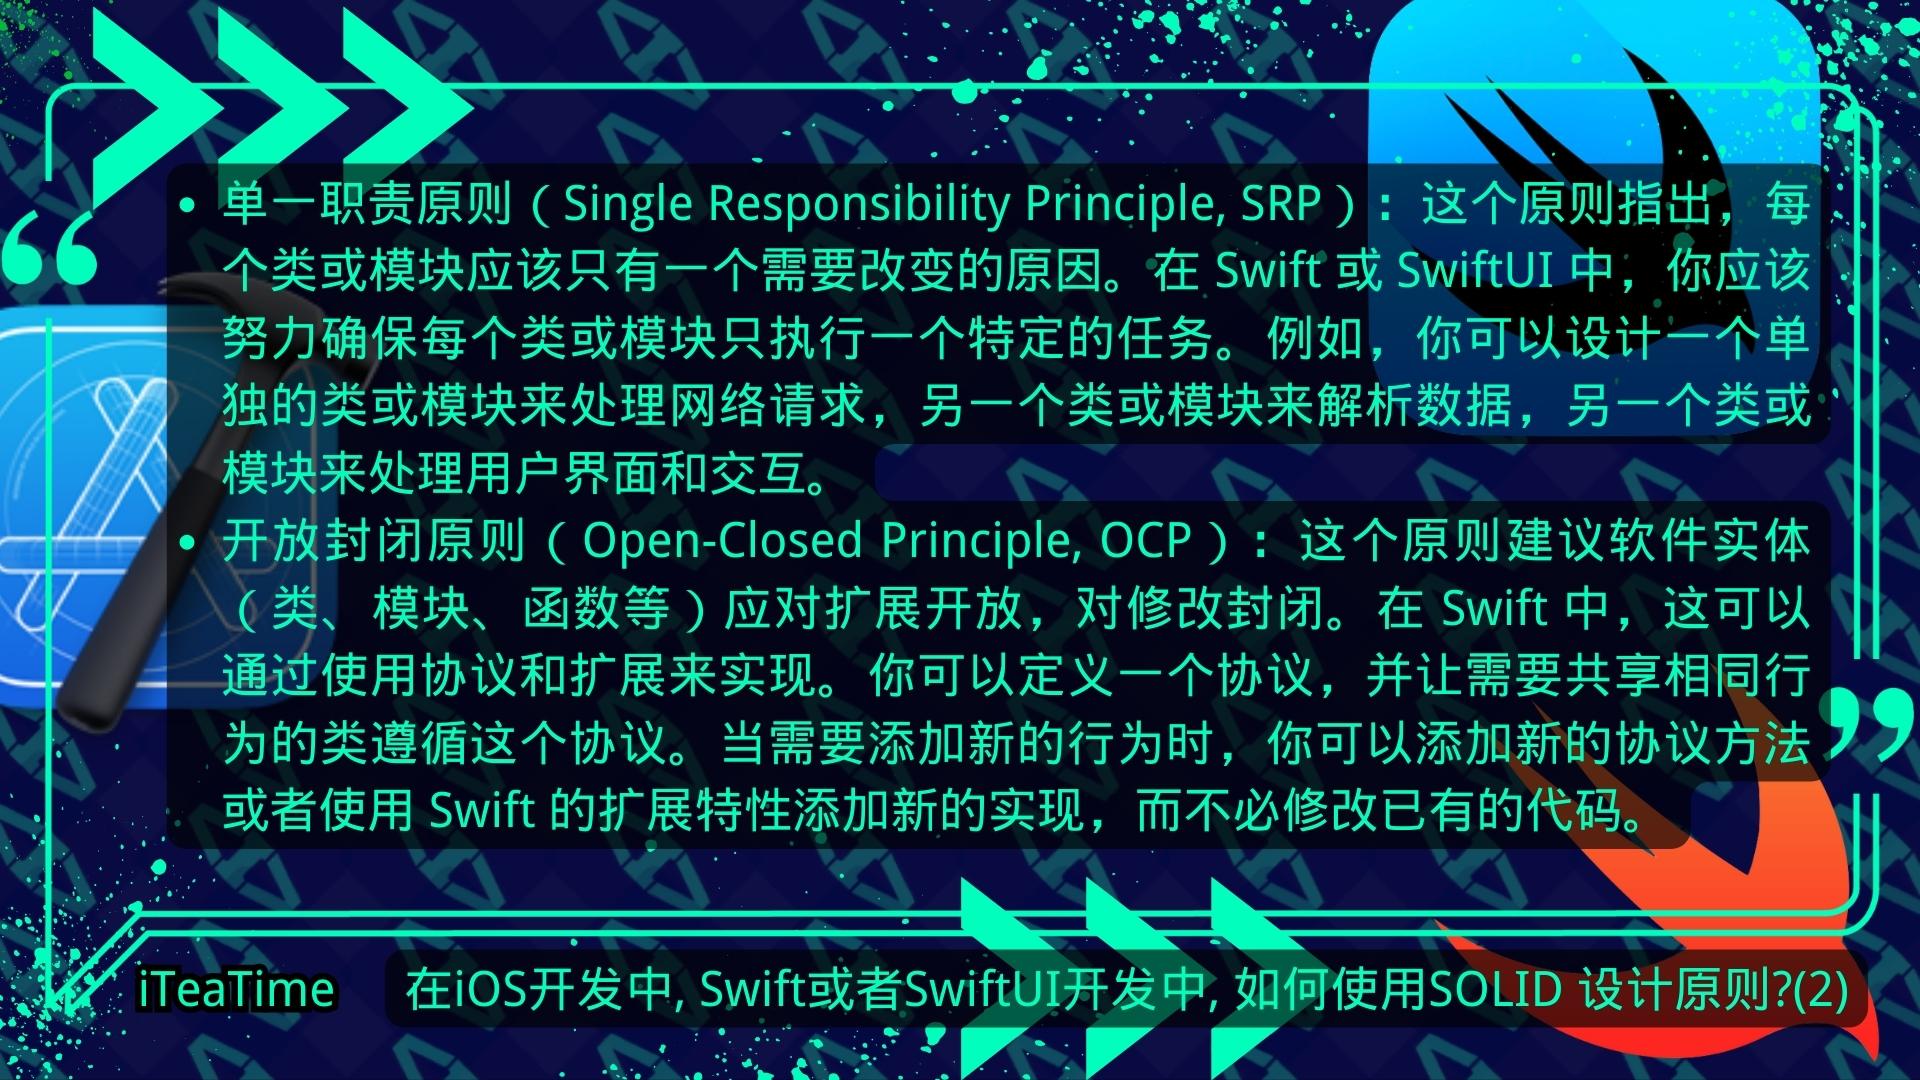 • 单一职责原则（Single Responsibility Principle, SRP）：这个原则指出，每
个类或模块应该只有一个需要改变的原因。在 Swift 或 SwiftUI 中，你应该
努力确保每个类或模块只执行一个特定的任务。例如，你可以设计一个单
独的类或模块来处理网络请求，另一个类或模块来解析数据，另一个类或
模块来处理用户界面和交互。
• 开放封闭原则（Open-Closed Principle, OCP）：这个原则建议软件实体
（类、模块、函数等）应对扩展开放，对修改封闭。在 Swift 中，这可以
通过使用协议和扩展来实现。你可以定义一个协议，并让需要共享相同行
为的类遵循这个协议。当需要添加新的行为时，你可以添加新的协议方法
或者使用 Swift 的扩展特性添加新的实现，而不必修改已有的代码。
iTeaTime
在iOS开发中, Swift或者SwiftUI开发中, 如何使用SOLID 设计原则?(2)